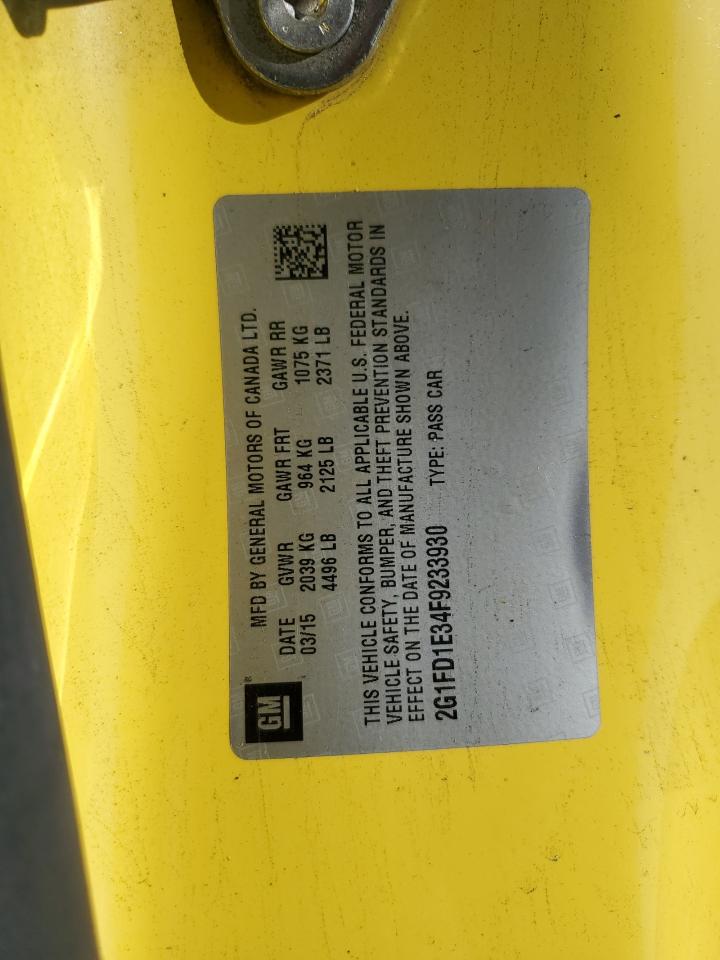 GM
MFD BY GENERAL MOTORS OF CANADA LTD.
DATE GVWR GAWR FRT GAWR RR
03/15 2039 KG 964 KG 1075 KG
4496 LB 2125 LB 2371 LB
THIS VEHICLE CONFORMS TO ALL APPLICABLE U.S. FEDERAL MOTOR
VEHICLE SAFETY, BUMPER, AND THEFT PREVENTION STANDARDS IN
EFFECT ON THE DATE OF MANUFACTURE SHOWN ABOVE.
2G1FD1E34F9233930 TYPE: PASS CAR